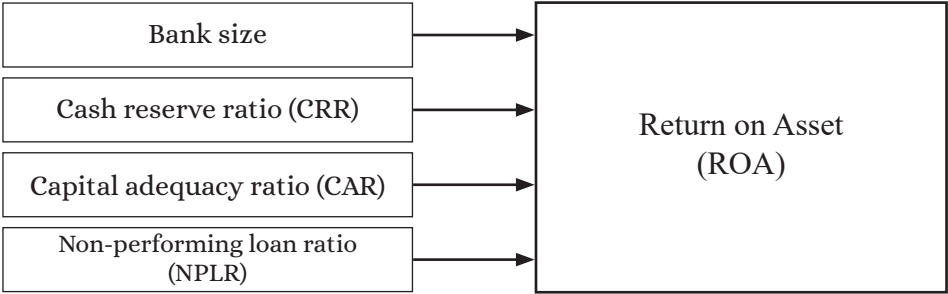 Bank size
Cash reserve ratio (CRR)
Capital adequacy ratio (CAR)
Non-performing loan ratio
(NPLR)
Return on Asset
(ROA)